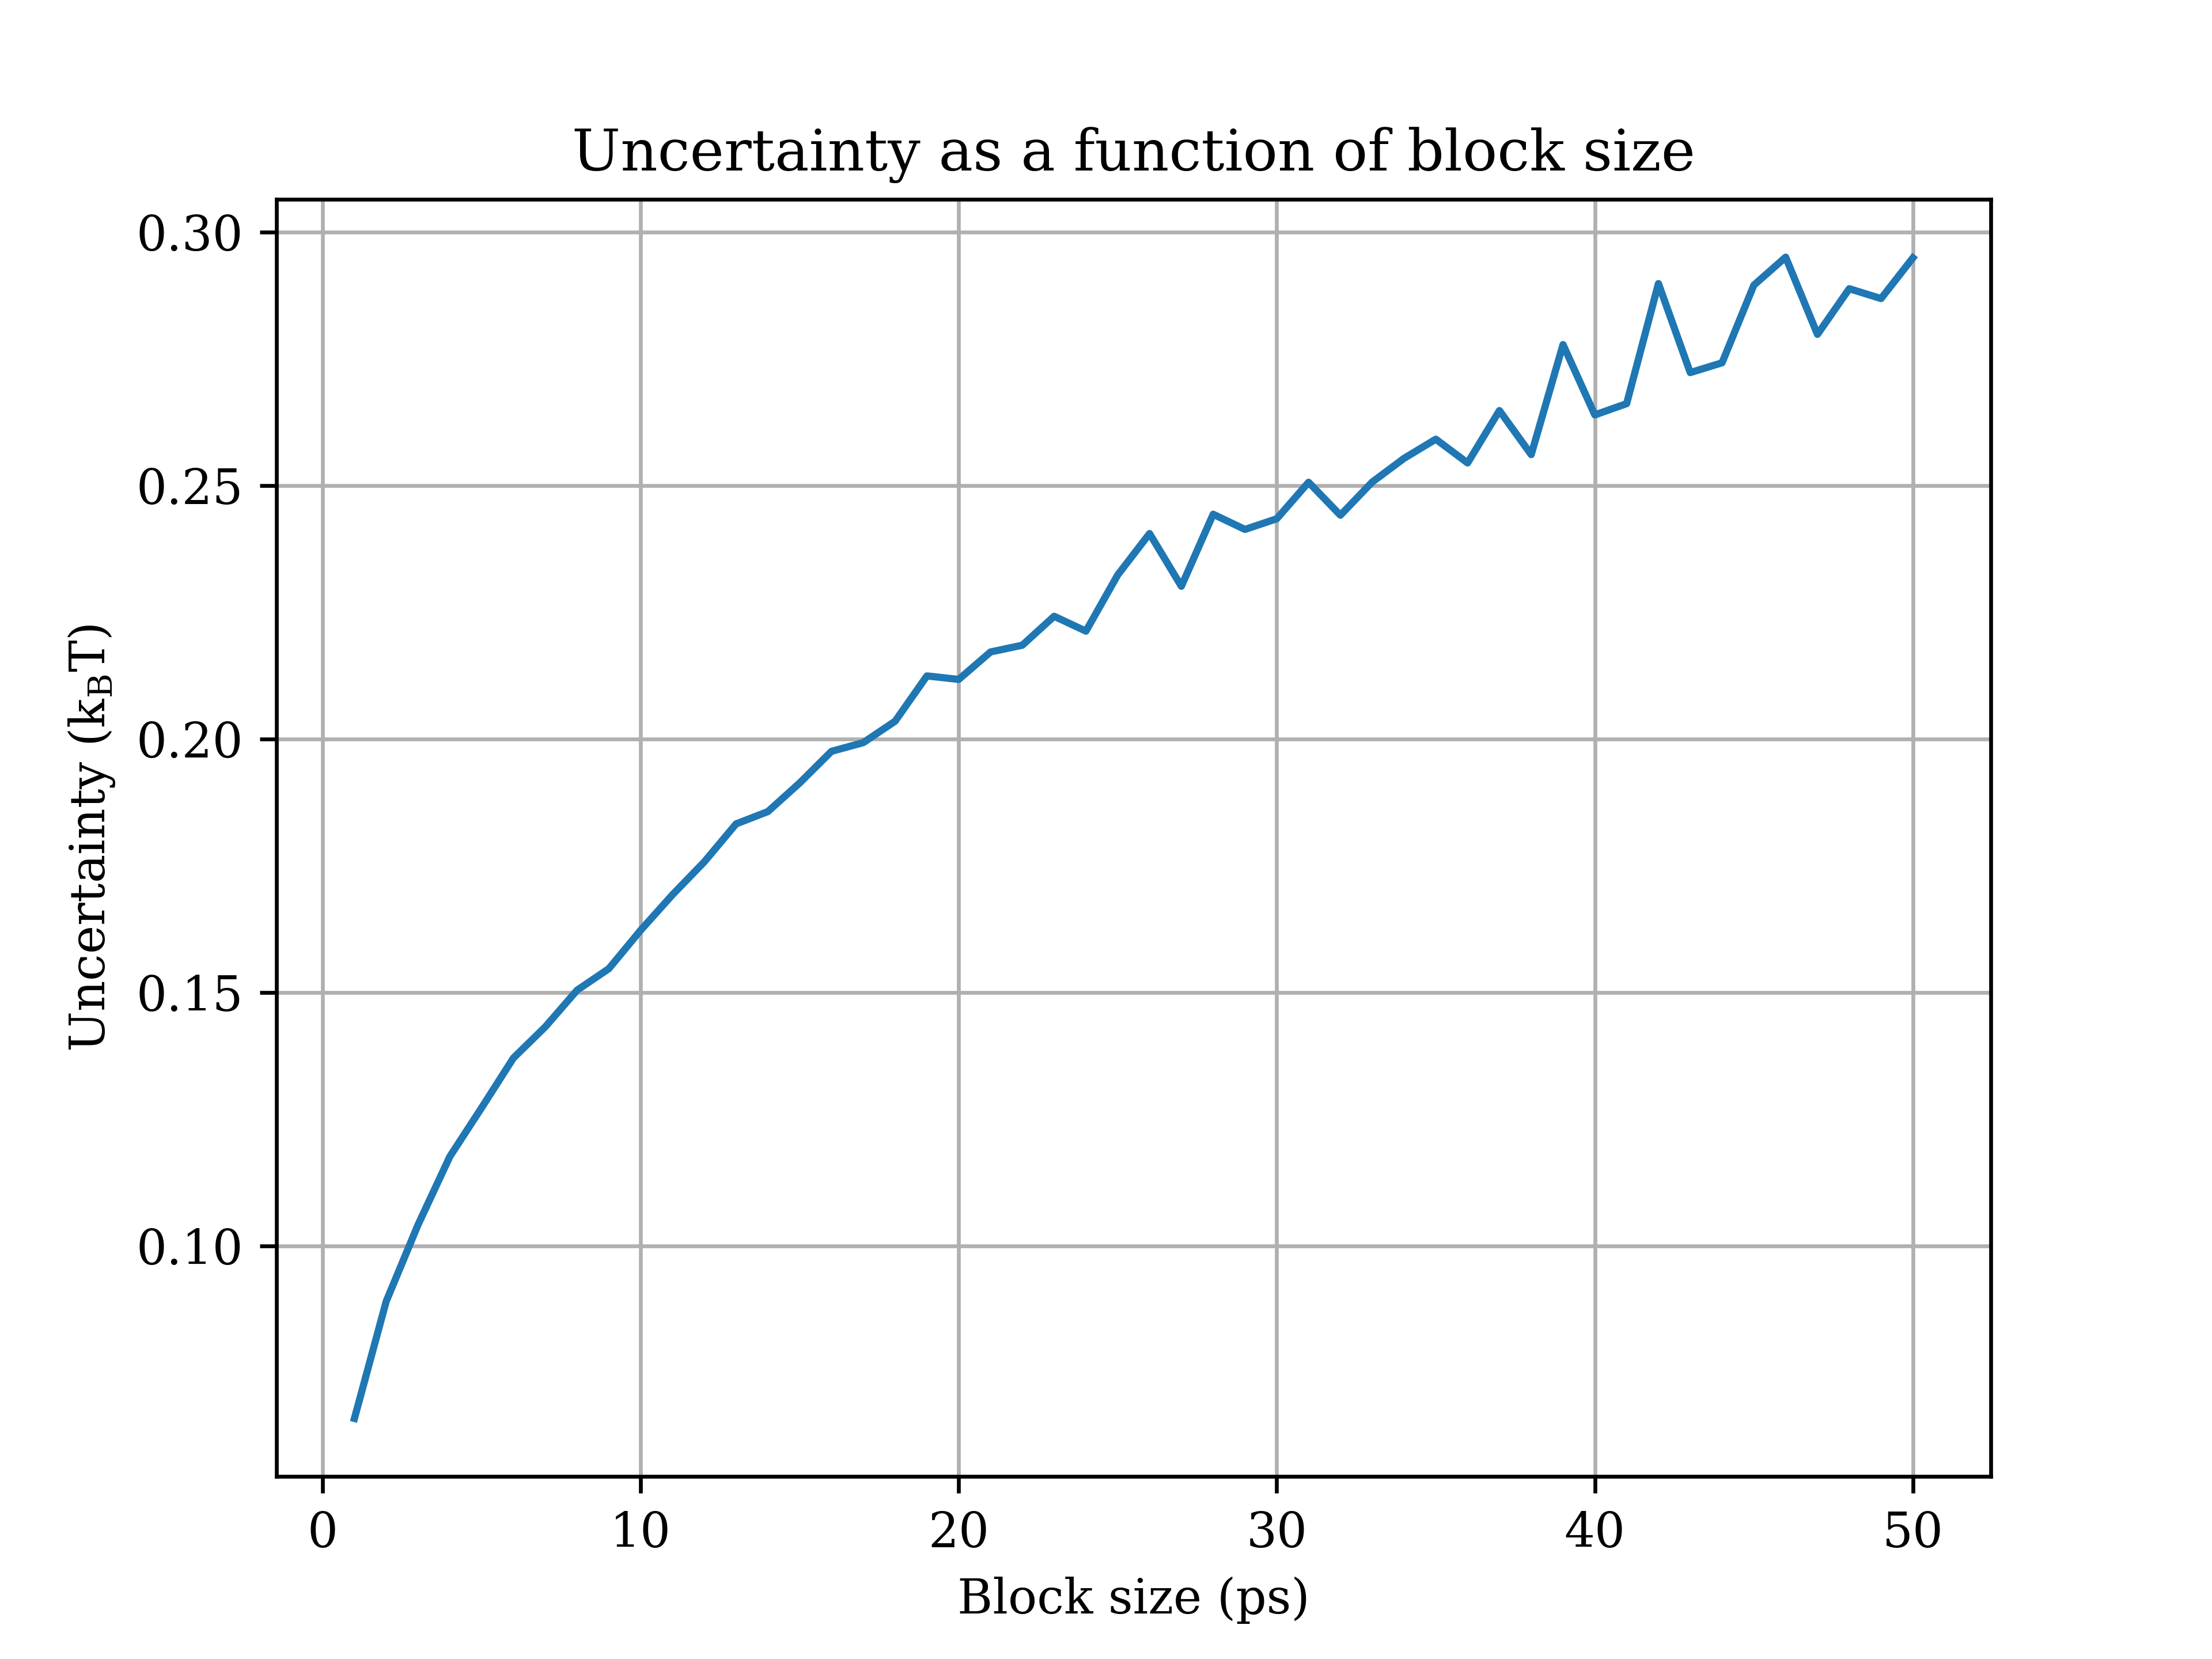 Uncertainty as a function of block size
0.30
0.25
0.20
0.15
0.10
Uncertainty (k_BT)
0 10 20 30 40 50
Block size (ps)